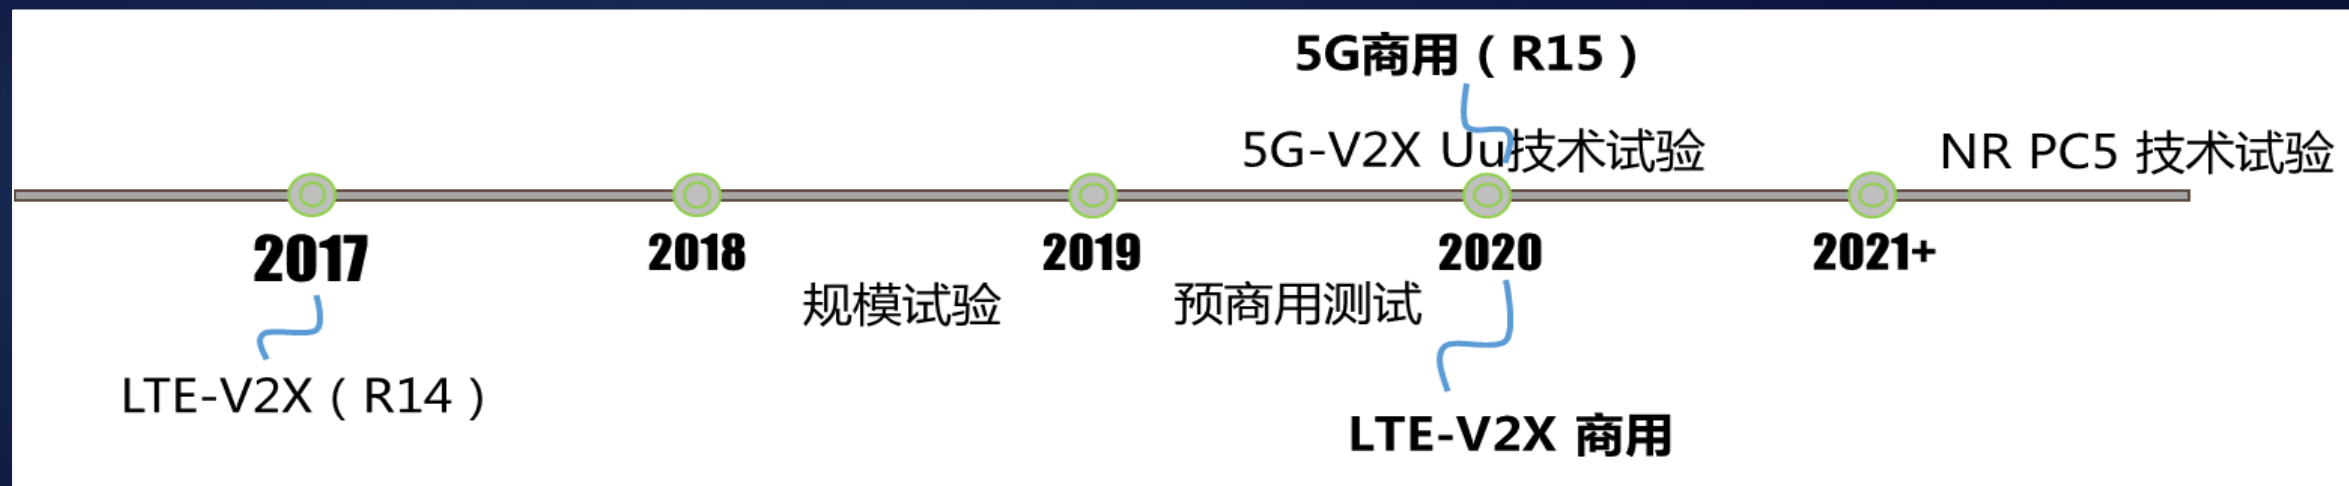 5G商用（R15）
5G-V2X Uu技术试验
NR PC5 技术试验
2017
2018
2019
2020
2021+
规模试验
预商用测试
LTE-V2X（R14）
LTE-V2X 商用